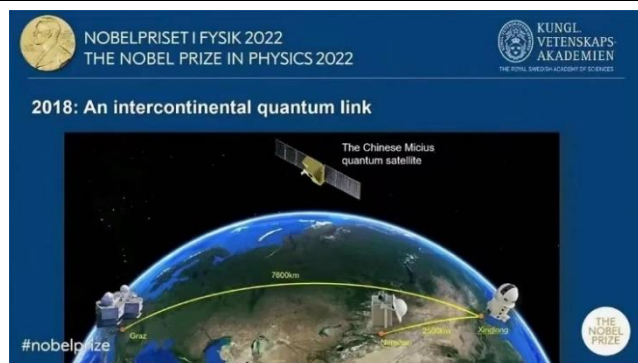 NOBELPRISET I FYSIK 2022
THE NOBEL PRIZE IN PHYSICS 2022
KUNGL.
VETENSKAPS-
AKADEMIEN
THE ROYAL SWEDISH ACADEMY OF SCIENCES
2018: An intercontinental quantum link
The Chinese Micius
quantum satellite
7600km
2500km
Graz
Xinglong
#nobelprize
THE
NOBEL
PRIZE